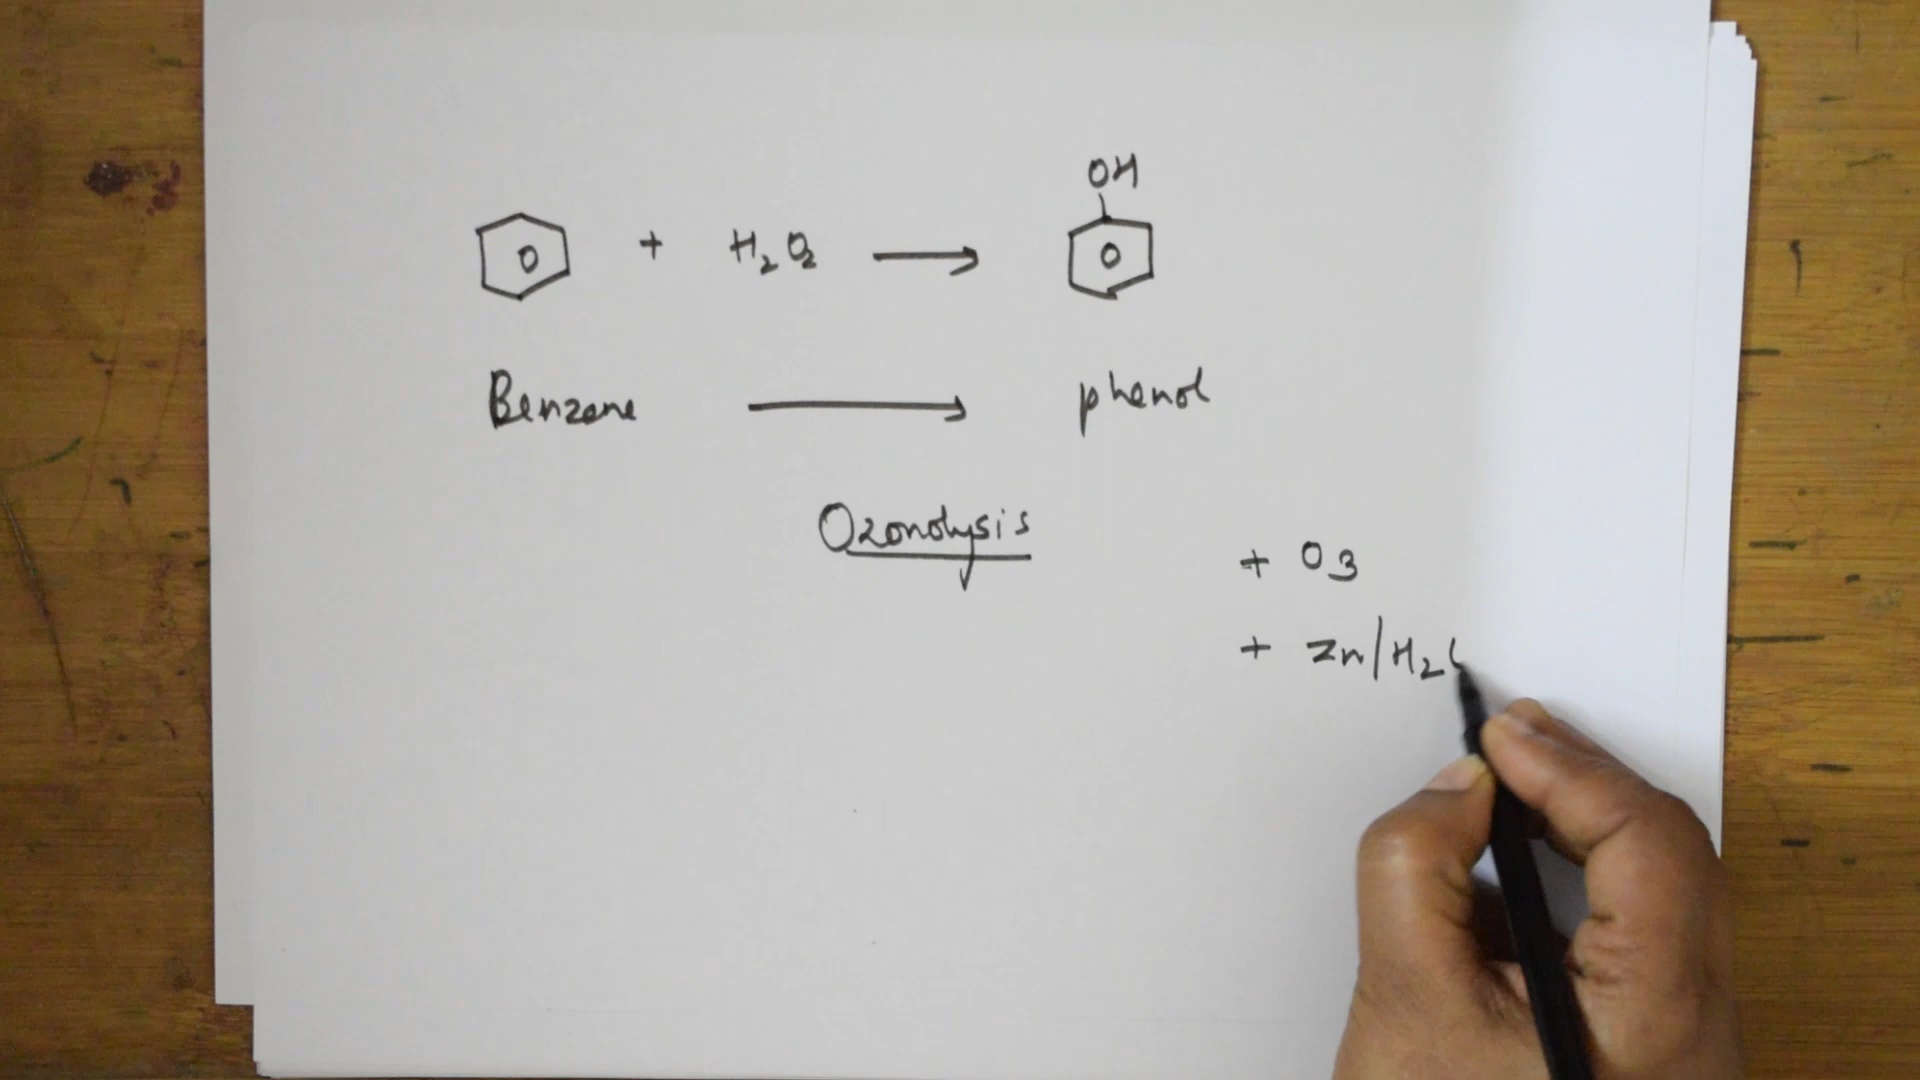 OH
+ H₂O₂ ⟶
Benzene ⟶ phenol
Ozonolysis
+ O3
+ Zn/H₂